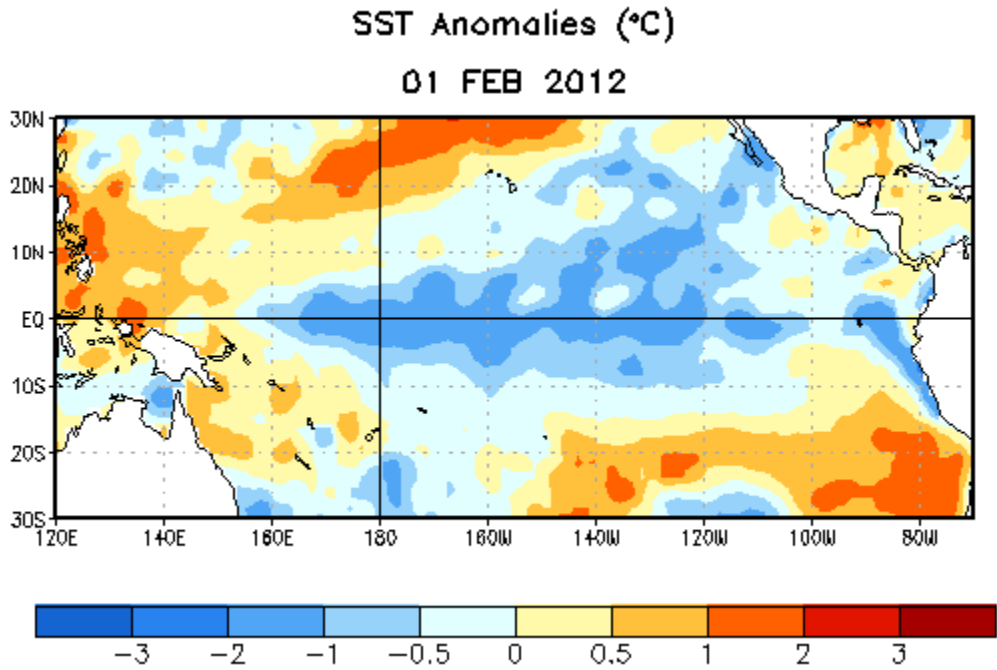 SST Anomalies (°C)
01 FEB 2012
30N
20N
10N
EQ
10S
20S
30S
120E 140E 160E 180 160W 140W 120W 100W 80W
-3 -2 -1 -0.5 0 0.5 1 2 3